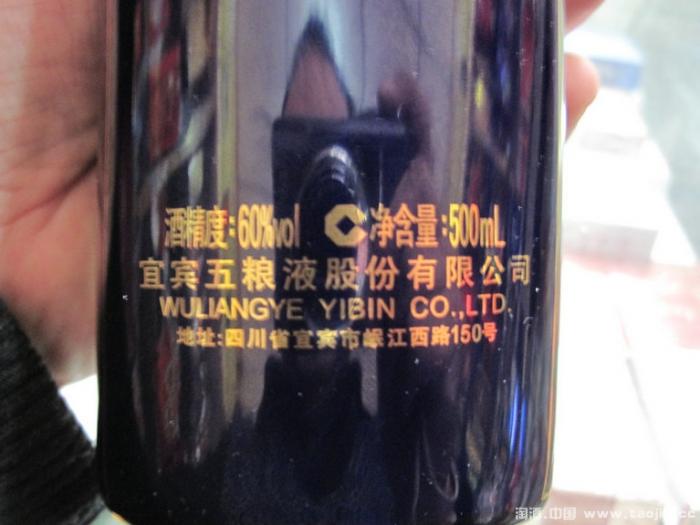 酒精度:60%vol 净含量:500mL
宜宾五粮液股份有限公司
WULIANGYE YIBIN CO.,LTD.
地址:四川省宜宾市岷江西路150号
淘酒.中国 www.taojiu.cc